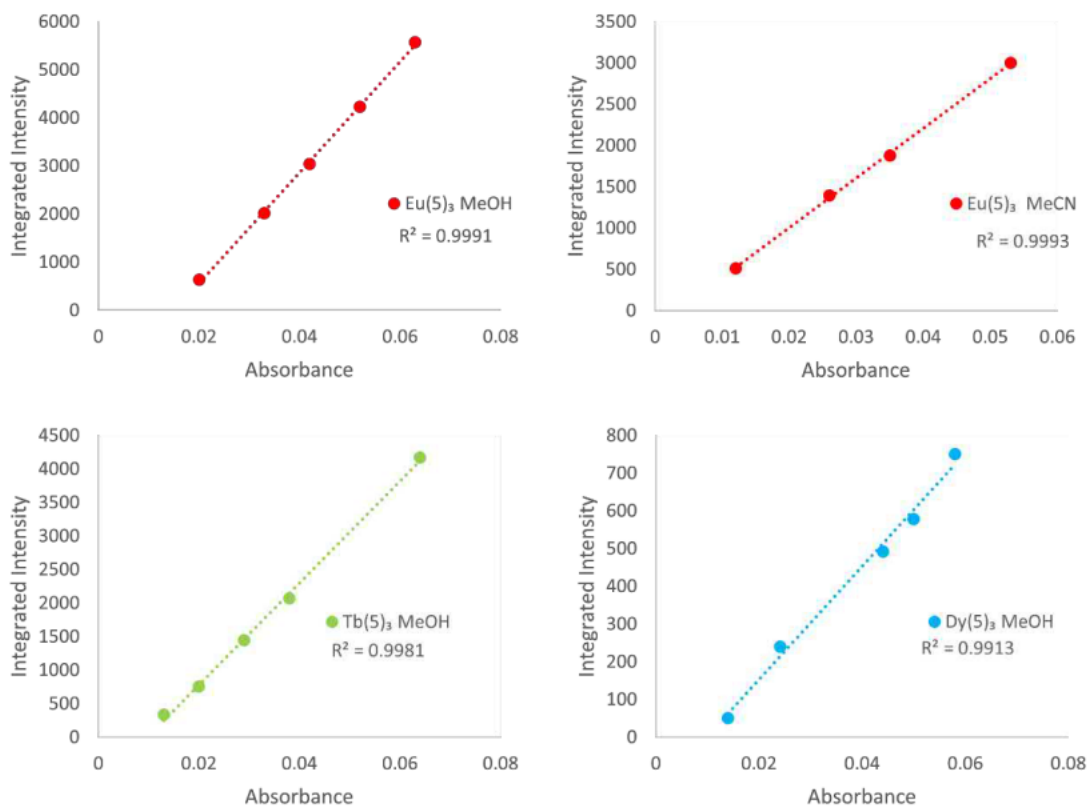 6000
5000
4000
3000
2000
1000
0
Integrated Intensity
Eu(5)₃ MeOH
R² = 0.9991
0 0.02 0.04 0.06 0.08
Absorbance
3500
3000
2500
2000
1500
1000
500
0
Integrated Intensity
Eu(5)₃ MeCN
R² = 0.9993
0 0.01 0.02 0.03 0.04 0.05 0.06
Absorbance
4500
4000
3500
3000
2500
2000
1500
1000
500
0
Integrated Intensity
Tb(5)₃ MeOH
R² = 0.9981
0 0.02 0.04 0.06 0.08
Absorbance
800
700
600
500
400
300
200
100
0
Integrated Intensity
Dy(5)₃ MeOH
R² = 0.9913
0 0.02 0.04 0.06 0.08
Absorbance